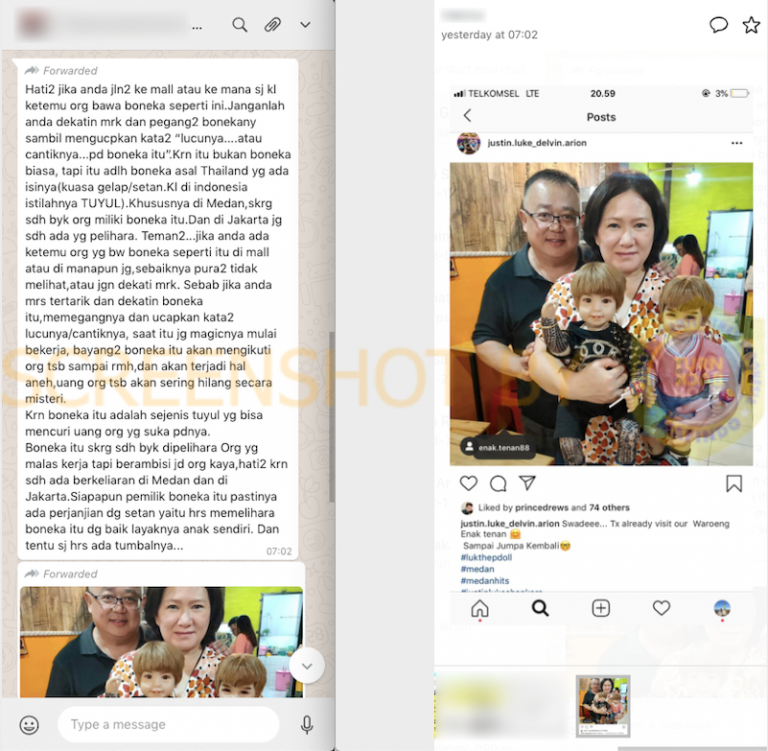 Forwarded
Hati2 jika anda jln2 ke mall atau ke mana sj kl
ketemu org bawa boneka seperti ini.Janganlah
anda dekatin mrk dan pegang2 bonekany
sambil mengucpkan kata2 “lucunya....atau
cantiknya...pd boneka itu”.Krn itu bukan boneka
biasa, tapi itu adlh boneka asal Thailand yg ada
isinya(kuasa gelap/setan.Kl di indonesia
istilahnya TUYUL).Khususnya di Medan,skrg
sdh byk org miliki boneka itu.Dan di Jakarta jg
sdh ada yg pelihara. Teman2...jika anda ada
ketemu org yg bw boneka seperti itu di mall
atau di manapun jg,sebaiknya pura2 tidak
melihat,atau jgn dekati mrk. Sebab jika anda
mrs tertarik dan dekatin boneka
itu,memegangnya dan ucapkan kata2
lucunya/cantiknya, saat itu jg magicnya mulai
bekerja, bayang2 boneka itu akan mengikuti
org tsb sampai rmh,dan akan terjadi hal
aneh,uang org tsb akan sering hilang secara
misteri.
Krn boneka itu adalah sejenis tuyul yg bisa
mencuri uang org yg suka pdnya.
Boneka itu skrg sdh byk dipelihara Org yg
malas kerja tapi berambisi jd org kaya,hati2 krn
sdh ada berkeliaran di Medan dan di
Jakarta.Siapapun pemilik boneka itu pastinya
ada perjanjian dg setan yaitu hrs memelihara
boneka itu dg baik layaknya anak sendiri. Dan
tentu sj hrs ada tumbalnya...
07:02
Forwarded
Type a message
SCREENSHOT BY
yesterday at 07:02
TELKOMSEL LTE 20.59 3%
Posts
justin.luke_delvin.arion
enak.tenan88
Liked by princedrews and 74 others
justin.luke_delvin.arion Swadeee... Tx already visit our Waroeng
Enak tenan
Sampai Jumpa Kembali
#lukthepdoll
#medan
#medanhits